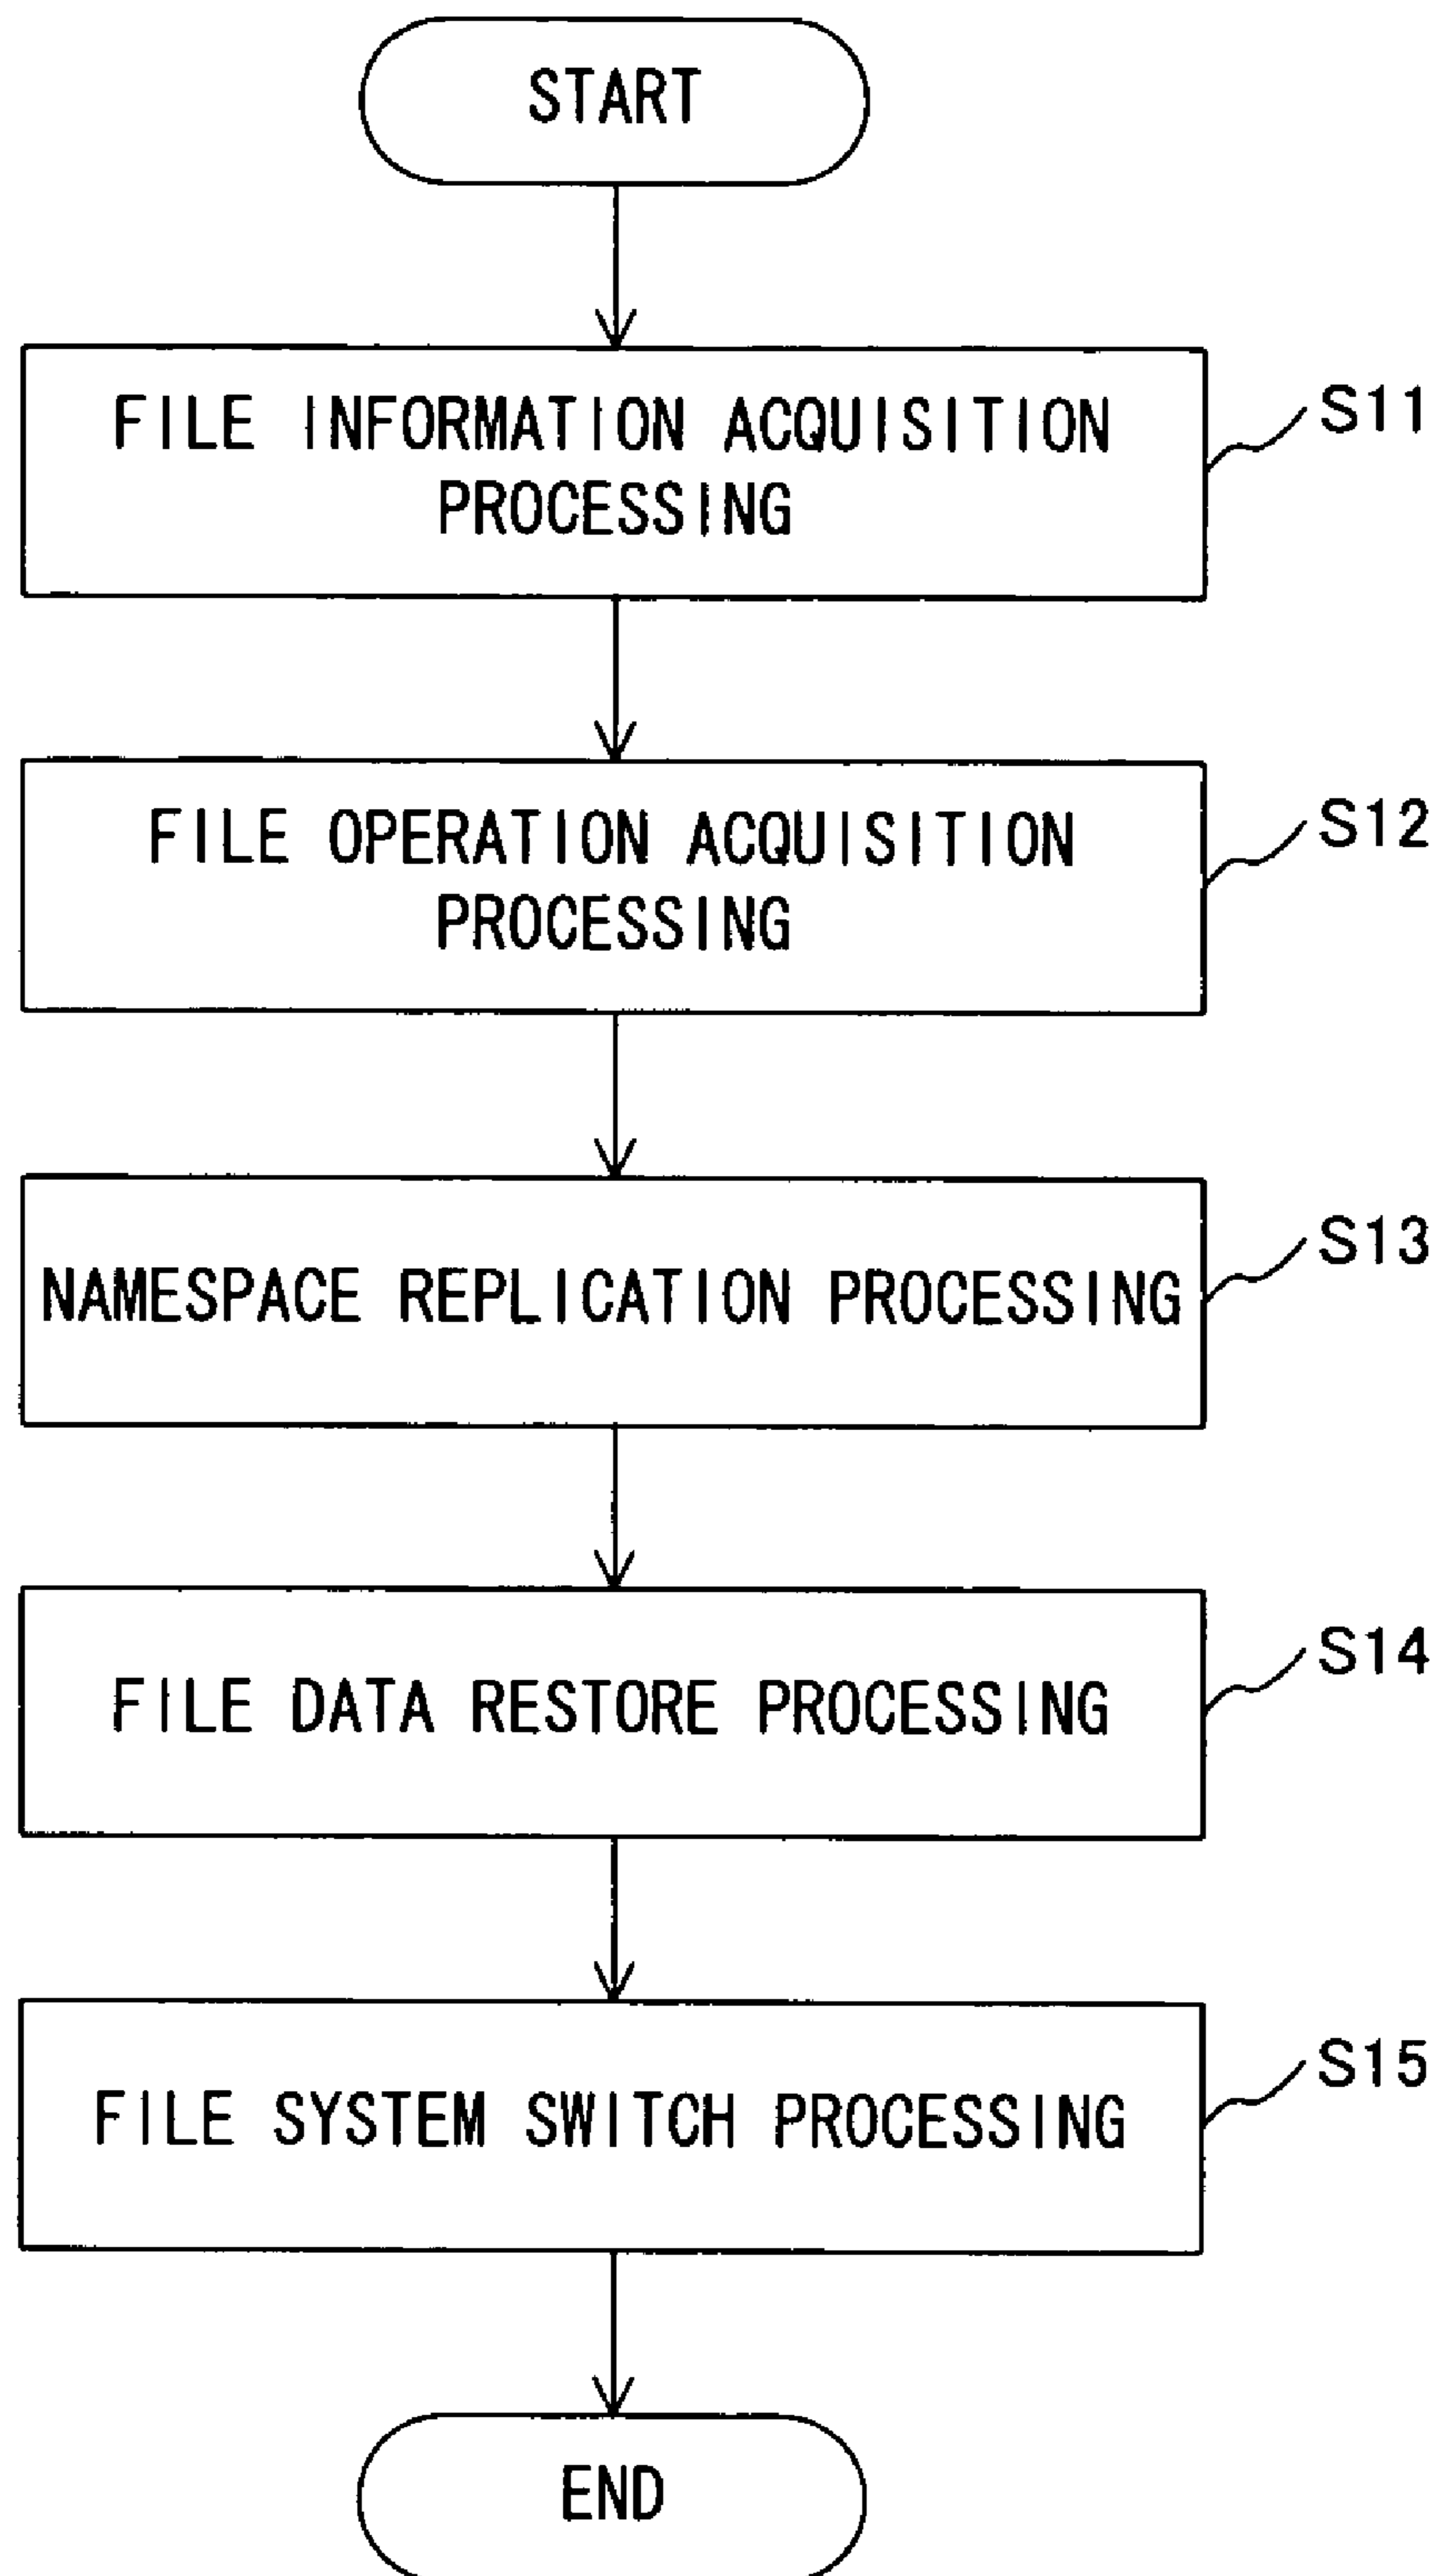 START
FILE INFORMATION ACQUISITION
PROCESSING
S11
FILE OPERATION ACQUISITION
PROCESSING
S12
NAMESPACE REPLICATION PROCESSING
S13
FILE DATA RESTORE PROCESSING
S14
FILE SYSTEM SWITCH PROCESSING
S15
END